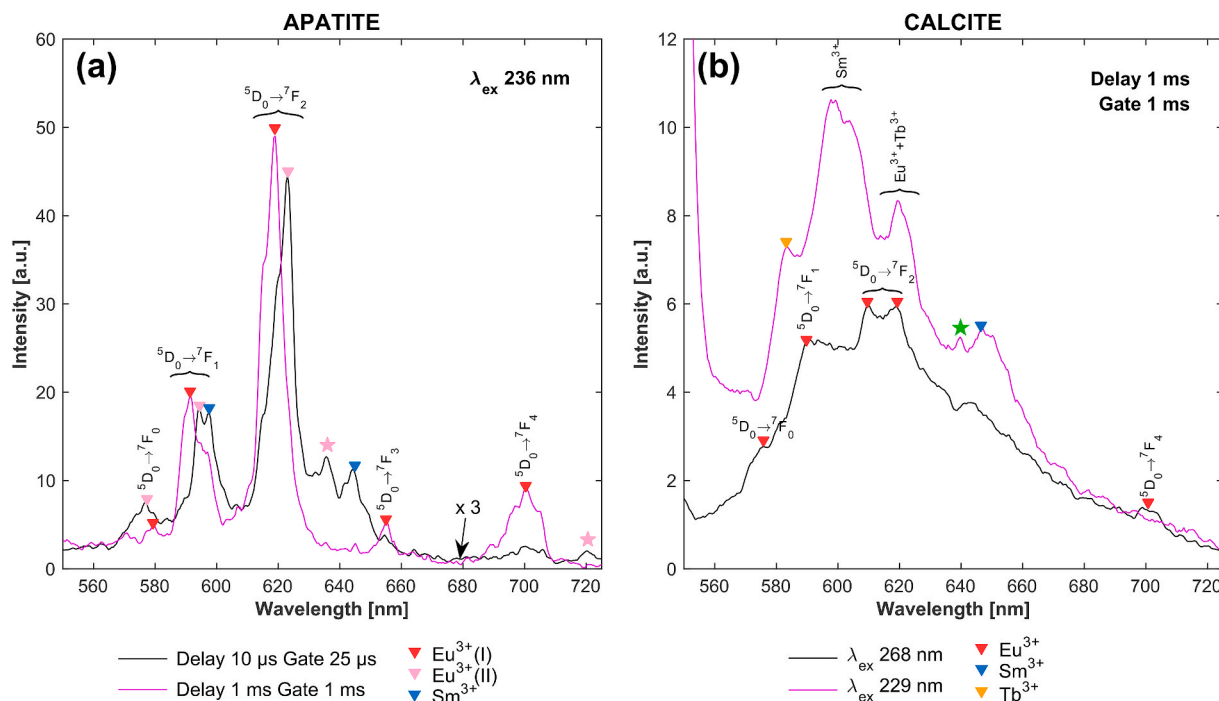 APATITE
(a)
λex 236 nm
60
50
40
30
20
10
0
Intensity [a.u.]
⁵D₀→⁷F₀
⁵D₀→⁷F₁
⁵D₀→⁷F₂
⁵D₀→⁷F₃
⁵D₀→⁷F₄
x 3
560 580 600 620 640 660 680 700 720
Wavelength [nm]
Delay 10 µs Gate 25 µs
Delay 1 ms Gate 1 ms
Eu³⁺(I)
Eu³⁺(II)
Sm³⁺
CALCITE
(b)
Delay 1 ms
Gate 1 ms
12
10
8
6
4
2
0
Intensity [a.u.]
Sm³⁺
Eu³⁺+Tb³⁺
⁵D₀→⁷F₀
⁵D₀→⁷F₁
⁵D₀→⁷F₂
⁵D₀→⁷F₄
560 580 600 620 640 660 680 700 720
Wavelength [nm]
λex 268 nm
λex 229 nm
Eu³⁺
Sm³⁺
Tb³⁺